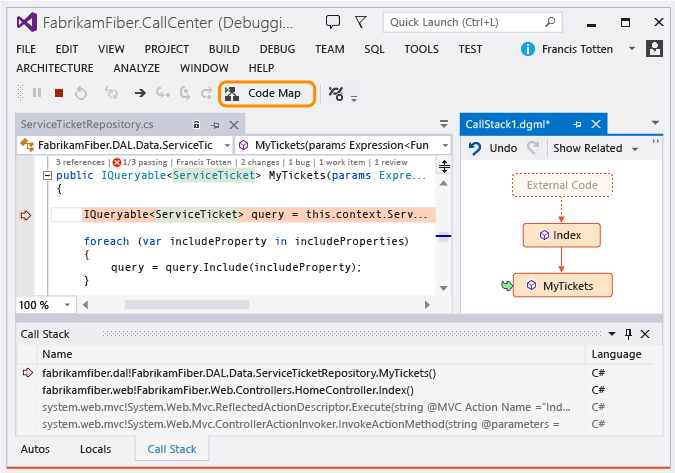 FabrikamFiber.CallCenter (Debuggi...
Quick Launch (Ctrl+L)
FILE EDIT VIEW PROJECT BUILD DEBUG TEAM SQL TOOLS TEST
Francis Totten
ARCHITECTURE ANALYZE WINDOW HELP
Code Map
ServiceTicketRepository.cs
CallStack1.dgml*
FabrikamFiber.DAL.Data.ServiceTic
MyTickets(params Expression<Fun
Undo
Show Related
3 references | 1/3 passing | Francis Totten | 2 changes | 1 bug | 1 work item | 1 review
public IQueryable<ServiceTicket> MyTickets(params Expre...
{
IQueryable<ServiceTicket> query = this.context.Serv...
foreach (var includeProperty in includeProperties)
{
query = query.Include(includeProperty);
}
100 %
External Code
Index
MyTickets
Call Stack
Name
Language
fabrikamfiber.dal!FabrikamFiber.DAL.Data.ServiceTicketRepository.MyTickets()
C#
fabrikamfiber.web!FabrikamFiber.Web.Controllers.HomeController.Index()
C#
system.web.mvc!System.Web.Mvc.ReflectedActionDescriptor.Execute(string @MVC Action Name ="Ind...
C#
system.web.mvc!System.Web.Mvc.ControllerActionInvoker.InvokeActionMethod(string @parameters =
C#
Autos
Locals
Call Stack